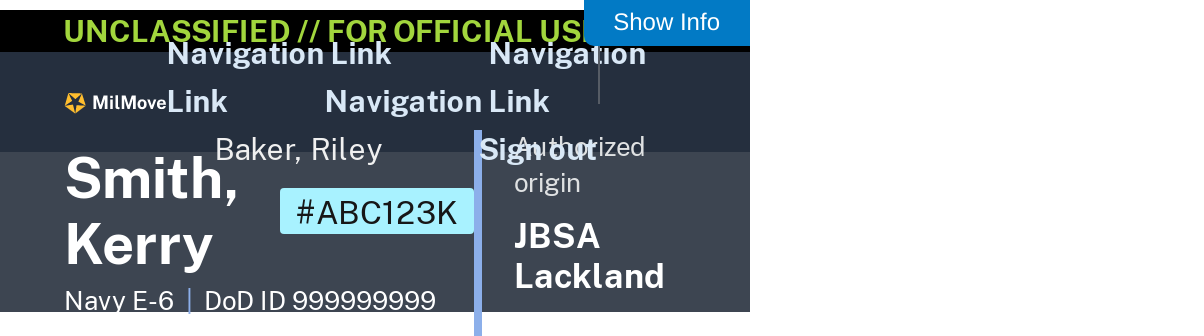 UNCLASSIFIED // FOR OFFICIAL US
Show Info
Navigation Link
Navigation
MilMove
Link
Navigation Link
Baker, Riley
Sign out
Authorized
origin
Smith,
Kerry
#ABC123K
JBSA
Lackland
Navy E-6 | DoD ID 999999999